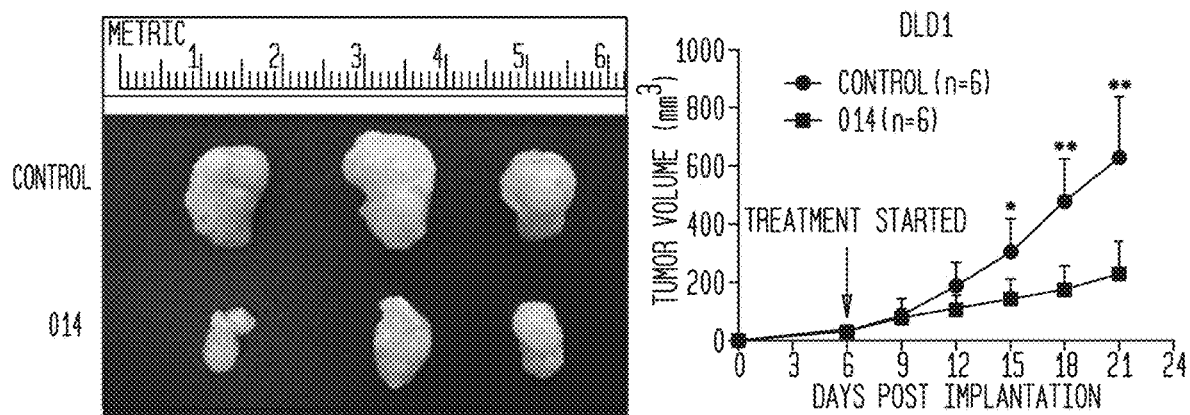 METRIC
1 2 3 4 5 6
CONTROL
014
DLD1
TUMOR VOLUME (mm3)
1000
800
600
400
200
0
CONTROL(n=6)
014(n=6)
TREATMENT STARTED
*
**
**
0 3 6 9 12 15 18 21 24
DAYS POST IMPLANTATION